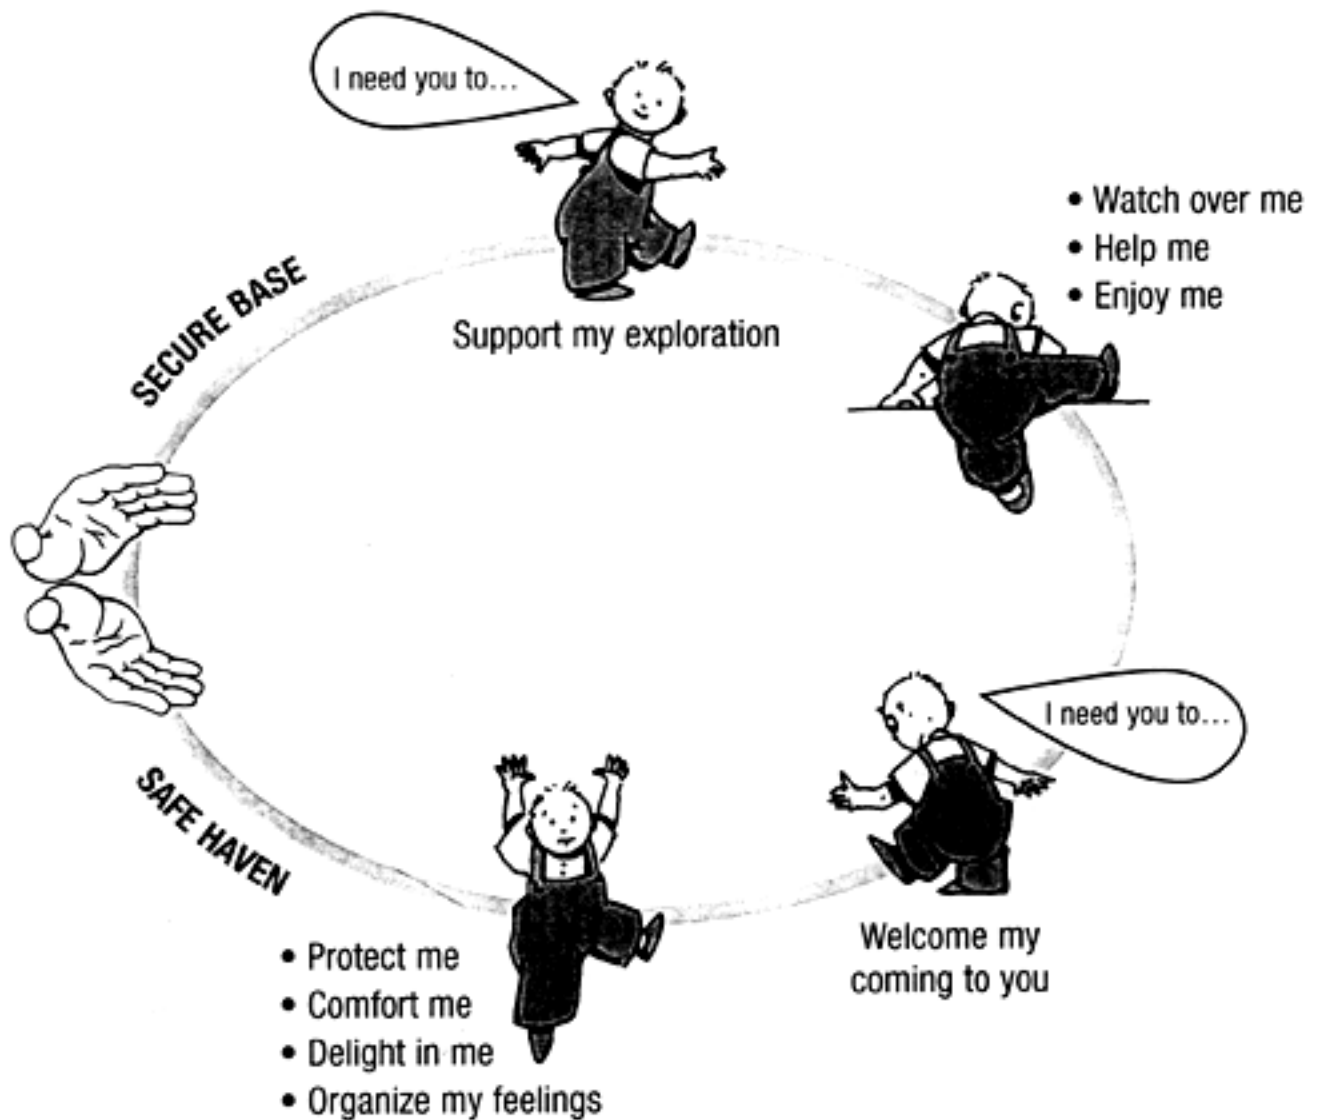 I need you to...
SECURE BASE
Support my exploration
• Watch over me
• Help me
• Enjoy me
I need you to...
Welcome my
coming to you
SAFE HAVEN
• Protect me
• Comfort me
• Delight in me
• Organize my feelings